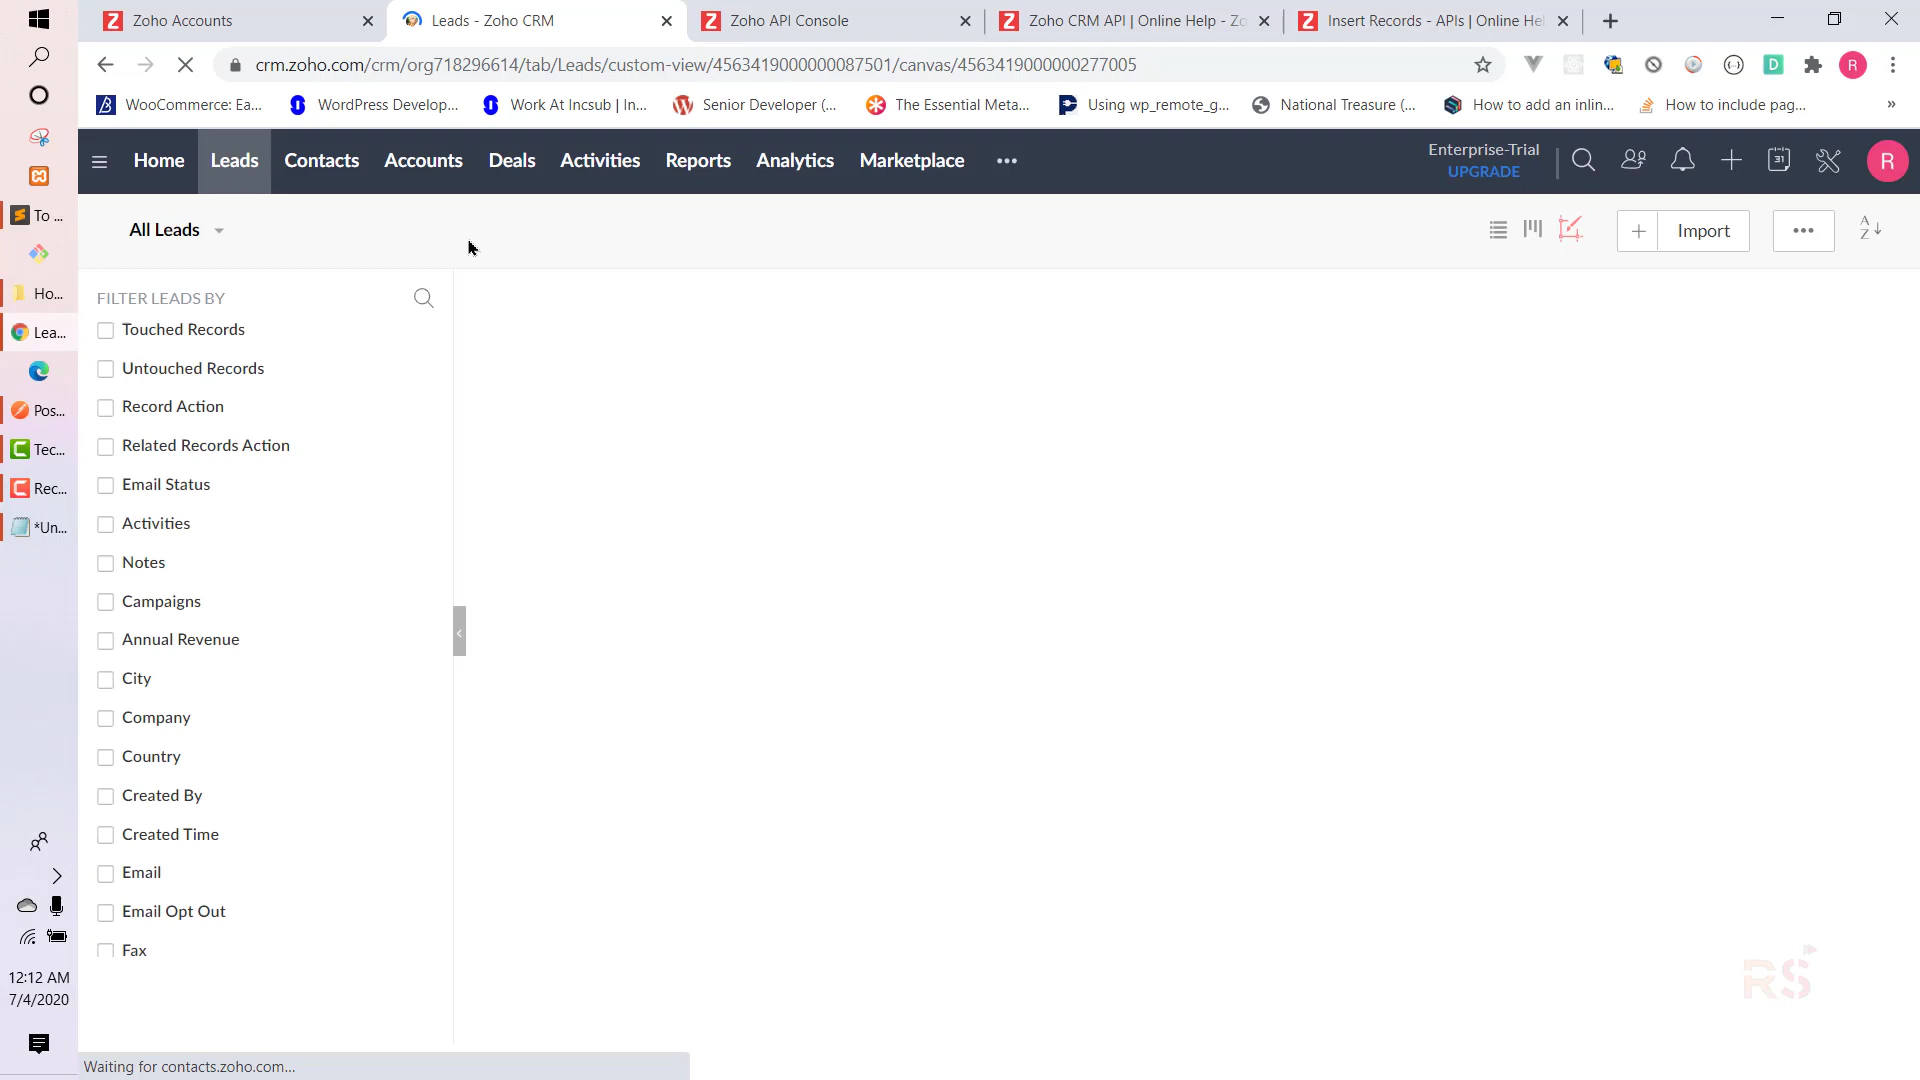 Zoho Accounts
Leads - Zoho CRM
Zoho API Console
Zoho CRM API | Online Help - Zo
Insert Records - APIs | Online Hel
crm.zoho.com/crm/org718296614/tab/Leads/custom-view/4563419000000087501/canvas/4563419000000277005
R
WooCommerce: Ea...
WordPress Develop...
Work At Incsub | In...
Senior Developer (...
The Essential Meta...
Using wp_remote_g...
National Treasure (...
How to add an inlin...
How to include pag...
»
Home
Leads
Contacts
Accounts
Deals
Activities
Reports
Analytics
Marketplace
Enterprise-Trial
UPGRADE
31
R
All Leads
Import
A
Z
FILTER LEADS BY
Touched Records
Untouched Records
Record Action
Related Records Action
Email Status
Activities
Notes
Campaigns
Annual Revenue
City
Company
Country
Created By
Created Time
Email
Email Opt Out
Fax
To ...
Ho...
Lea...
Pos...
Tec...
Rec...
*Un...
12:12 AM
7/4/2020
Waiting for contacts.zoho.com...
RS